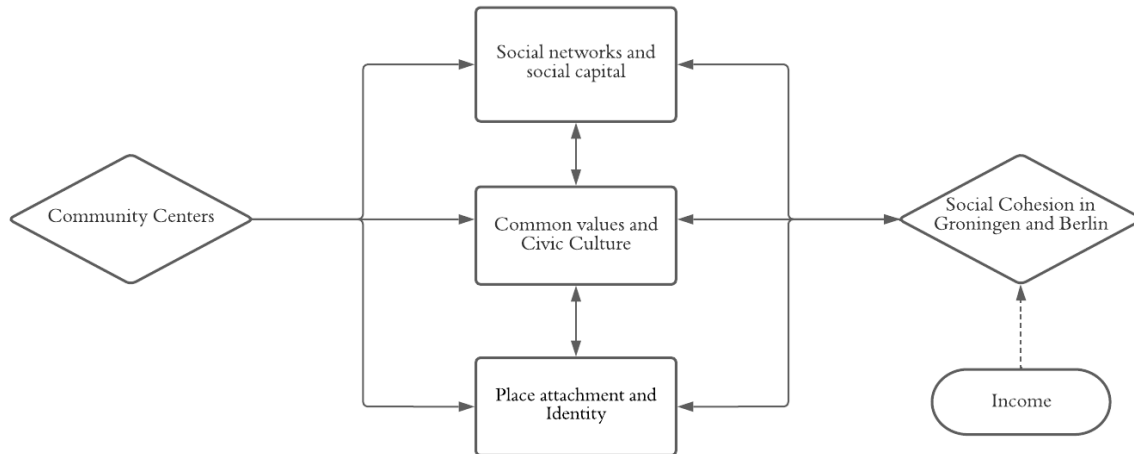 Social networks and
social capital
Community Centers
Common values and
Civic Culture
Social Cohesion in
Groningen and Berlin
Place attachment and
Identity
Income